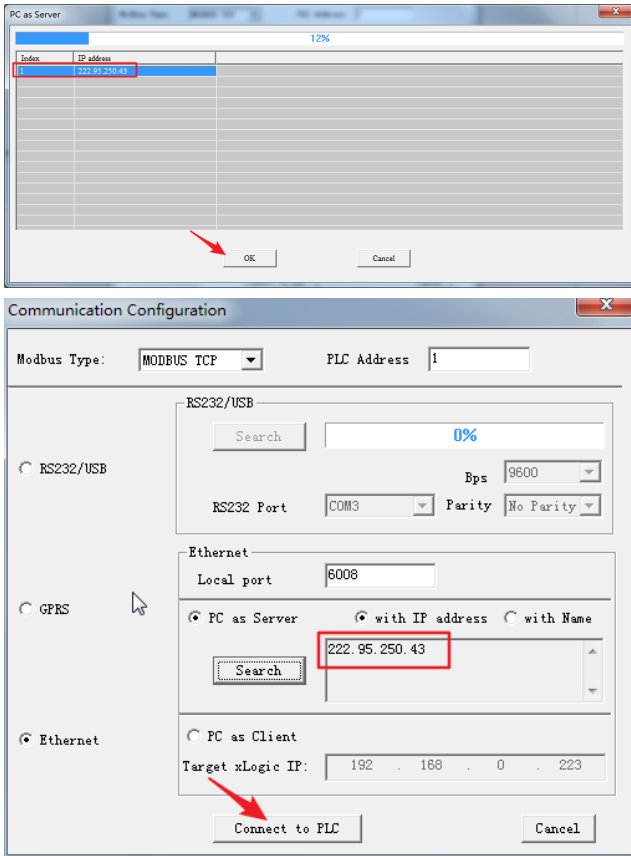 PC as Server
12%
Index IP address
1 222.95.250.43
OK Cancel
Communication Configuration
Modbus Type: MODBUS TCP PLC Address 1
RS232/USB
Search 0%
RS232/USB
Bps 9600
RS232 Port COM3 Parity No Parity
Ethernet
Local port 6008
GPRS
PC as Server with IP address with Name
222.95.250.43
Search
Ethernet
PC as Client
Target xLogic IP: 192 . 168 . 0 . 223
Connect to PLC Cancel